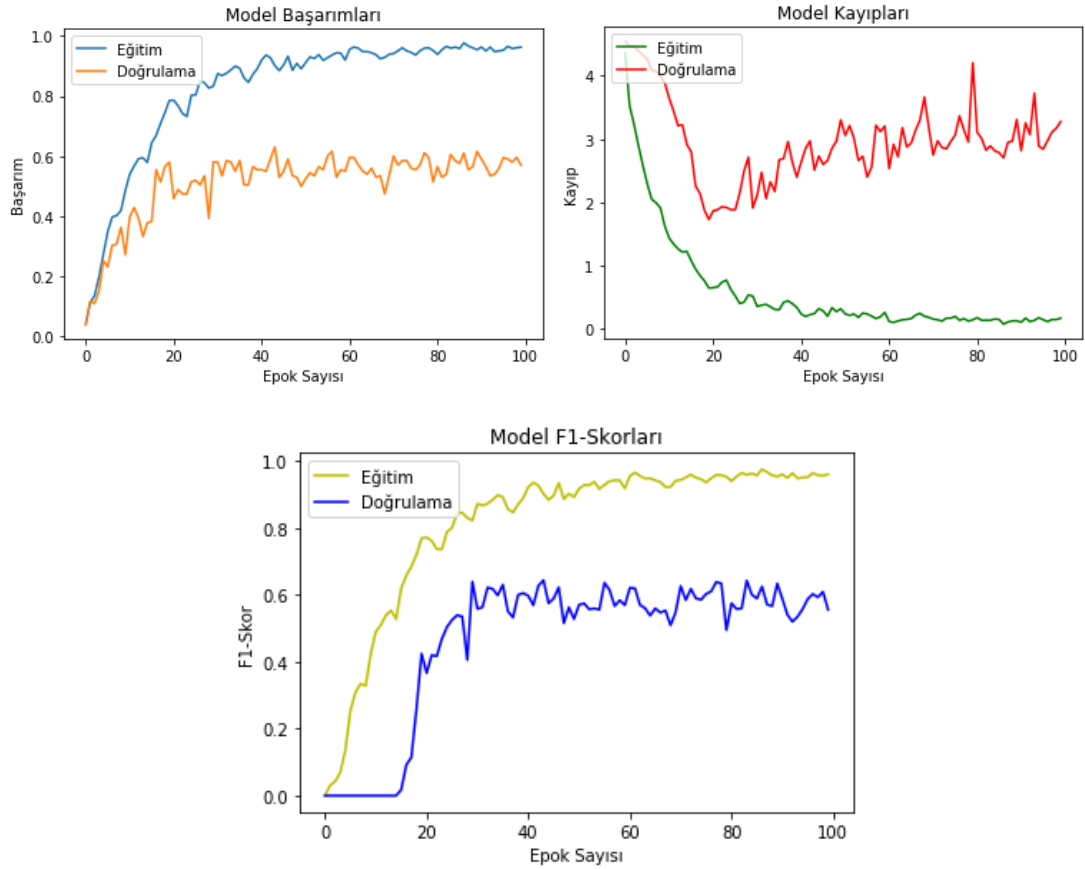 Model Başarımları
Eğitim
Doğrulama
Başarım
1.0
0.8
0.6
0.4
0.2
0.0
0 20 40 60 80 100
Epok Sayısı
Model Kayıpları
Eğitim
Doğrulama
Kayıp
4
3
2
1
0
0 20 40 60 80 100
Epok Sayısı
Model F1-Skorları
Eğitim
Doğrulama
F1-Skor
1.0
0.8
0.6
0.4
0.2
0.0
0 20 40 60 80 100
Epok Sayısı